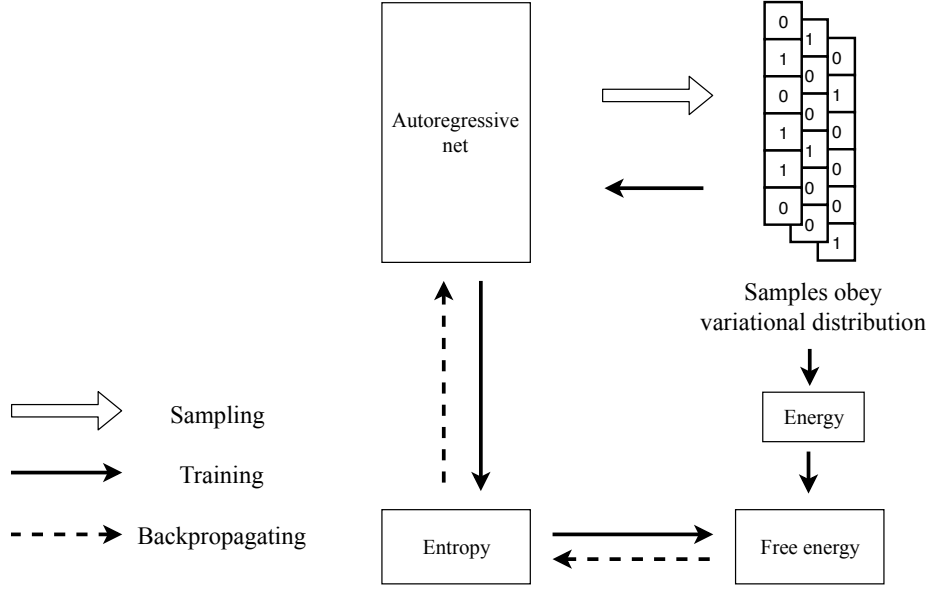 Autoregressive
net
0
1
0
1
1
0
1
0
0
1
0
0
0
1
0
0
0
1
Samples obey
variational distribution
Energy
Sampling
Training
Backpropagating
Entropy
Free energy